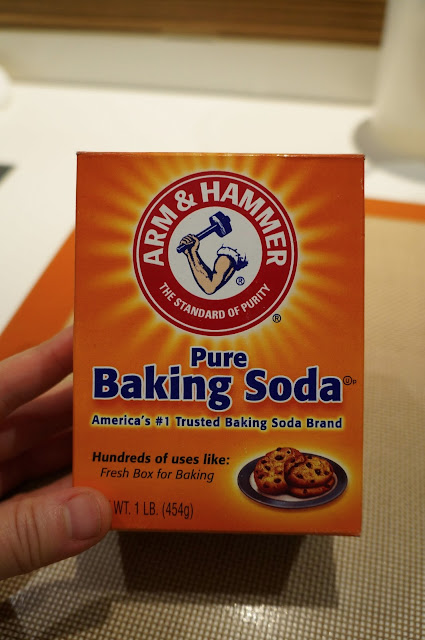 ARM & HAMMER
®
THE STANDARD OF PURITY
®
Pure
Baking Soda
America's #1 Trusted Baking Soda Brand
Hundreds of uses like:
Fresh Box for Baking
WT. 1 LB. (454g)